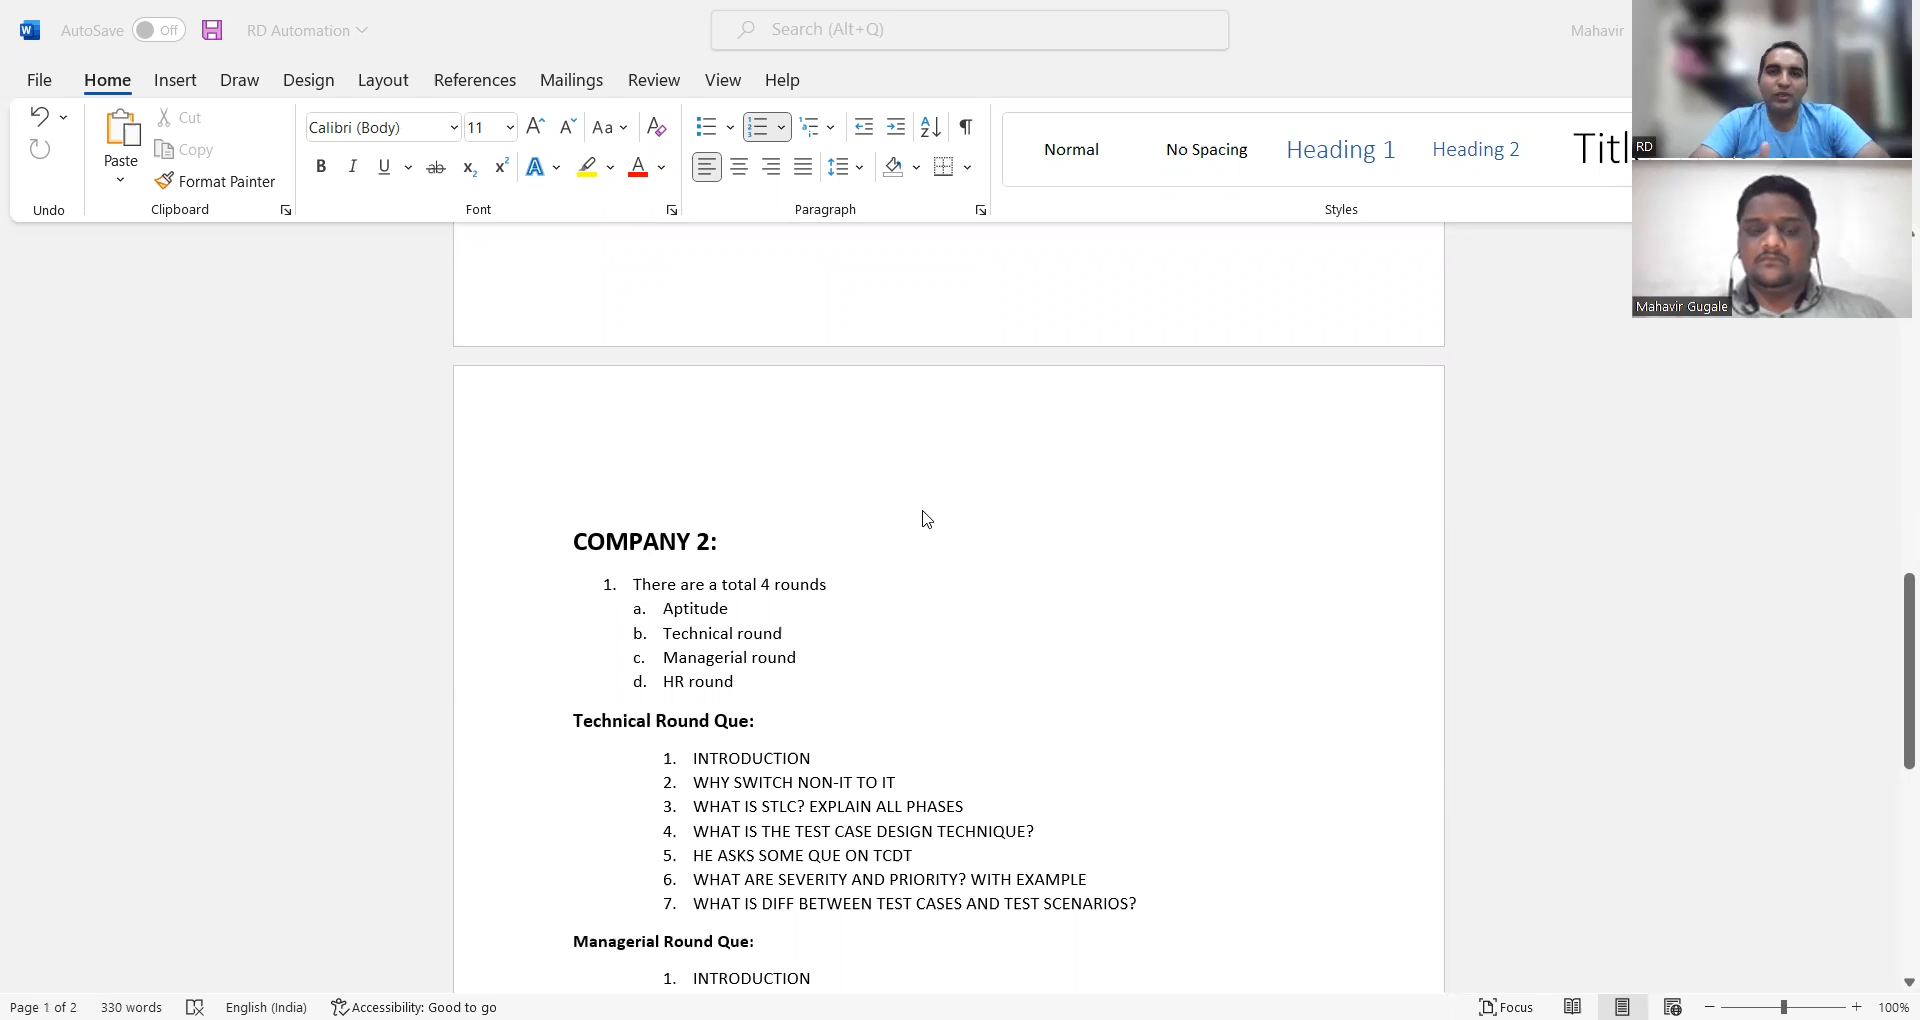 AutoSave Off RD Automation Search (Alt+Q) Mahavir
File Home Insert Draw Design Layout References Mailings Review View Help
Cut
Copy
Paste
Format Painter
Calibri (Body) 11
Normal No Spacing Heading 1 Heading 2 Titl
Undo Clipboard Font Paragraph Styles
RD
Mahavir Gugale
COMPANY 2:
1. There are a total 4 rounds
a. Aptitude
b. Technical round
c. Managerial round
d. HR round
Technical Round Que:
1. INTRODUCTION
2. WHY SWITCH NON-IT TO IT
3. WHAT IS STLC? EXPLAIN ALL PHASES
4. WHAT IS THE TEST CASE DESIGN TECHNIQUE?
5. HE ASKS SOME QUE ON TCDT
6. WHAT ARE SEVERITY AND PRIORITY? WITH EXAMPLE
7. WHAT IS DIFF BETWEEN TEST CASES AND TEST SCENARIOS?
Managerial Round Que:
1. INTRODUCTION
Page 1 of 2 330 words English (India) Accessibility: Good to go Focus 100%